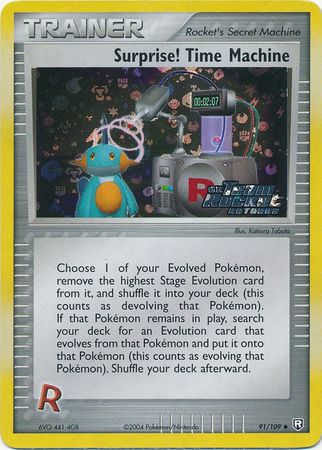 TRAINER
Rocket's Secret Machine
Surprise! Time Machine
00:02:07
R
EX Team
Rocket
RETURNS
Illus. Katsura Tabata
Choose 1 of your Evolved Pokémon,
remove the highest Stage Evolution card
from it, and shuffle it into your deck (this
counts as devolving that Pokémon).
If that Pokémon remains in play, search
your deck for an Evolution card that
evolves from that Pokémon and put it onto
that Pokémon (this counts as evolving that
Pokémon). Shuffle your deck afterward.
R
6VQ 441-4GB
©2004 Pokémon/Nintendo
91/109
R